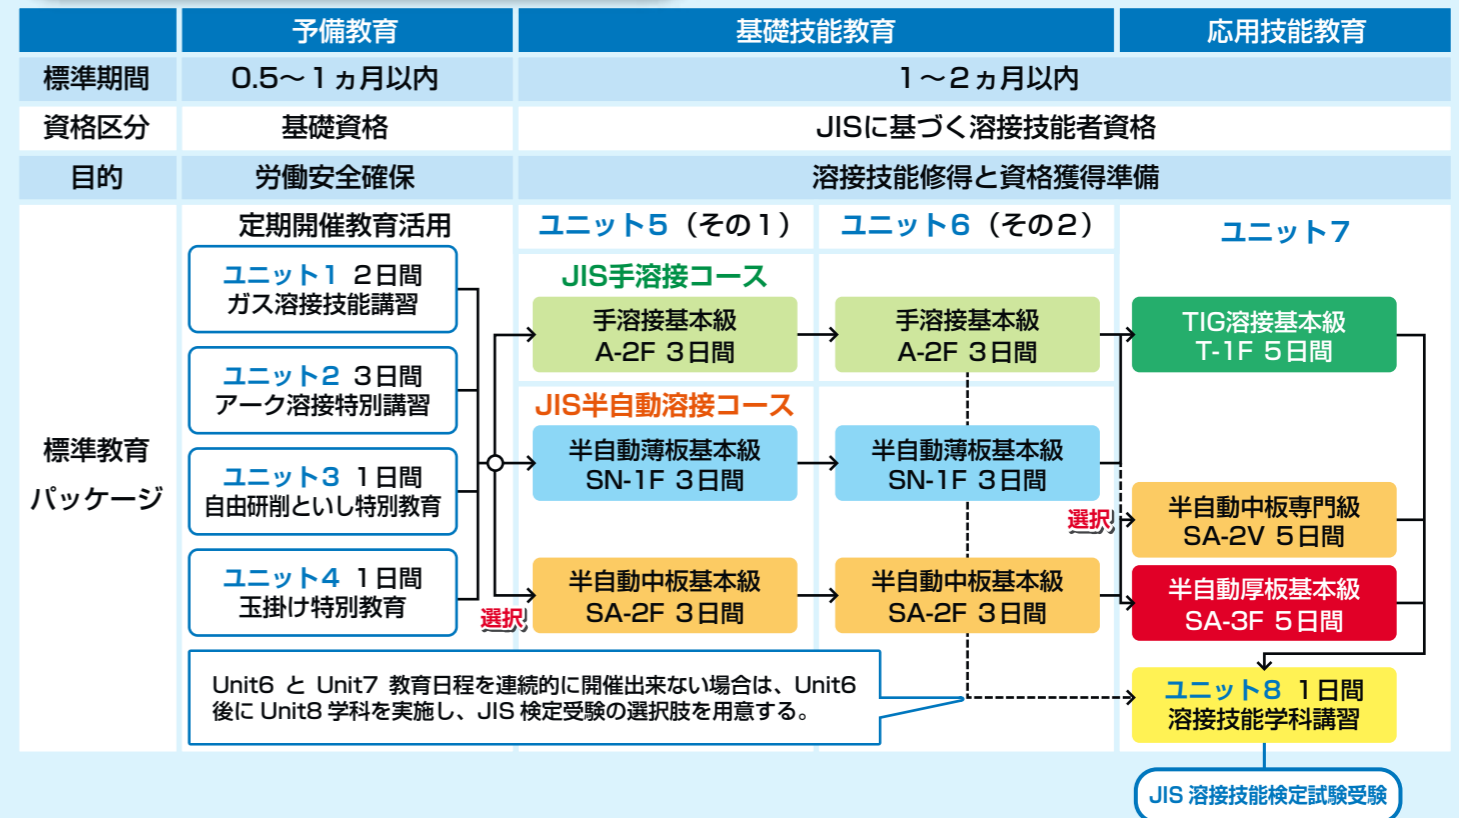 予備教育 基礎技能教育 応用技能教育
標準期間 0.5～1ヵ月以内 1～2ヵ月以内
資格区分 基礎資格 JISに基づく溶接技能者資格
目的 労働安全確保 溶接技能修得と資格獲得準備
標準教育
パッケージ
定期開催教育活用
ユニット1 2日間
ガス溶接技能講習
ユニット2 3日間
アーク溶接特別講習
ユニット3 1日間
自由研削といし特別教育
ユニット4 1日間
玉掛け特別教育
選択
ユニット5（その1）
JIS手溶接コース
手溶接基本級
A-2F 3日間
JIS半自動溶接コース
半自動薄板基本級
SN-1F 3日間
半自動中板基本級
SA-2F 3日間
ユニット6（その2）
手溶接基本級
A-2F 3日間
半自動薄板基本級
SN-1F 3日間
半自動中板基本級
SA-2F 3日間
選択
ユニット7
TIG溶接基本級
T-1F 5日間
半自動中板専門級
SA-2V 5日間
半自動厚板基本級
SA-3F 5日間
Unit6 と Unit7 教育日程を連続的に開催出来ない場合は、Unit6
後に Unit8 学科を実施し、JIS 検定受験の選択肢を用意する。
ユニット8 1日間
溶接技能学科講習
JIS 溶接技能検定試験受験